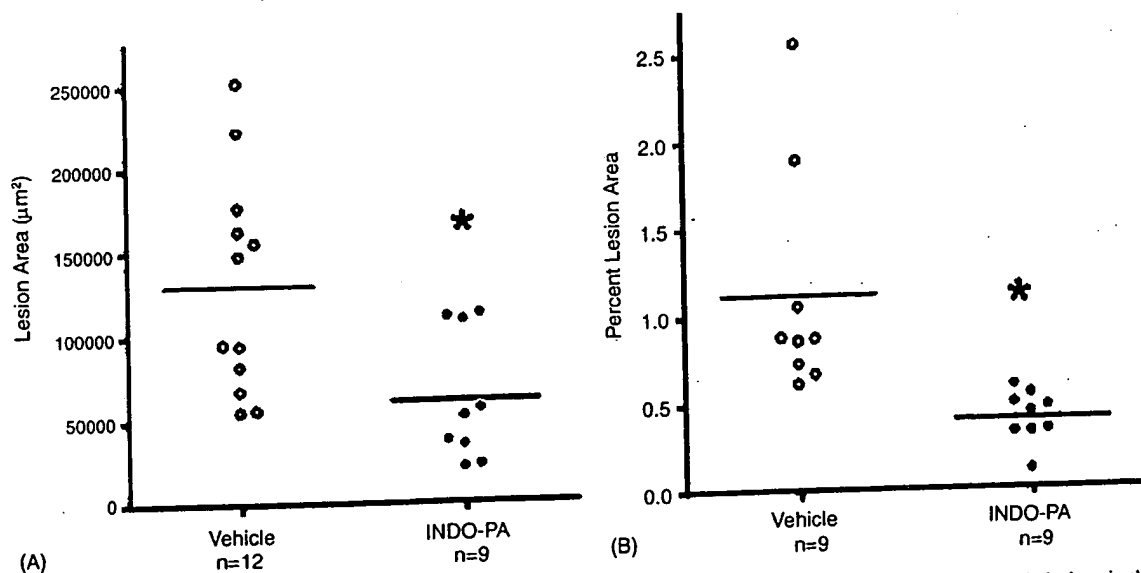 Lesion Area (μm²)
250000
200000
150000
100000
50000
0
*
Vehicle
n=12
INDO-PA
n=9
(A)
Percent Lesion Area
2.5
2.0
1.5
1.0
0.5
0.0
*
Vehicle
n=9
INDO-PA
n=9
(B)